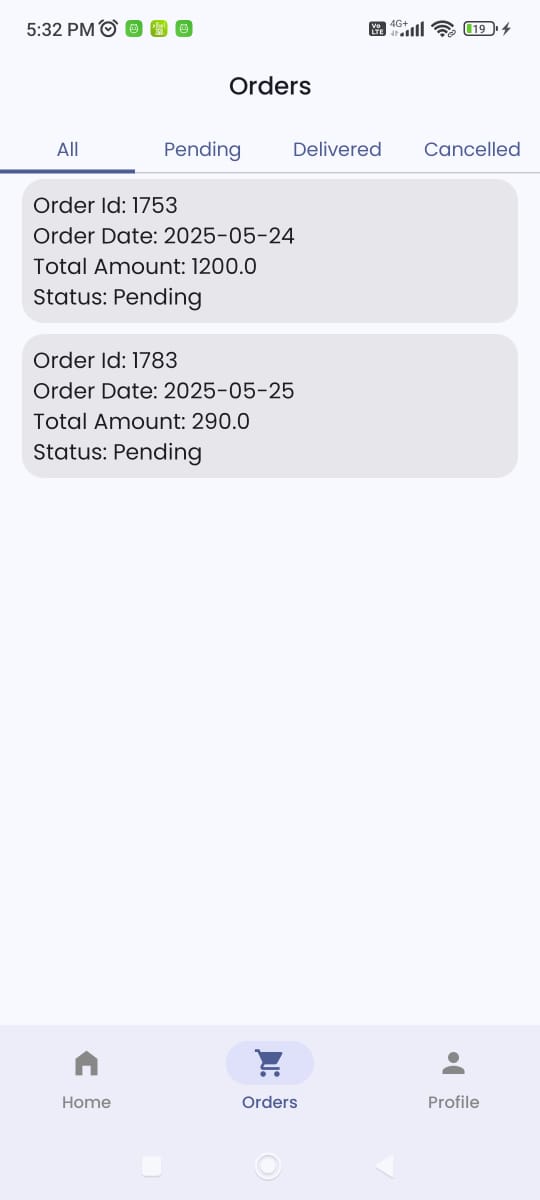 5:32 PM
Vo LTE 4G+ 19
Orders
All Pending Delivered Cancelled
Order Id: 1753
Order Date: 2025-05-24
Total Amount: 1200.0
Status: Pending
Order Id: 1783
Order Date: 2025-05-25
Total Amount: 290.0
Status: Pending
Home Orders Profile